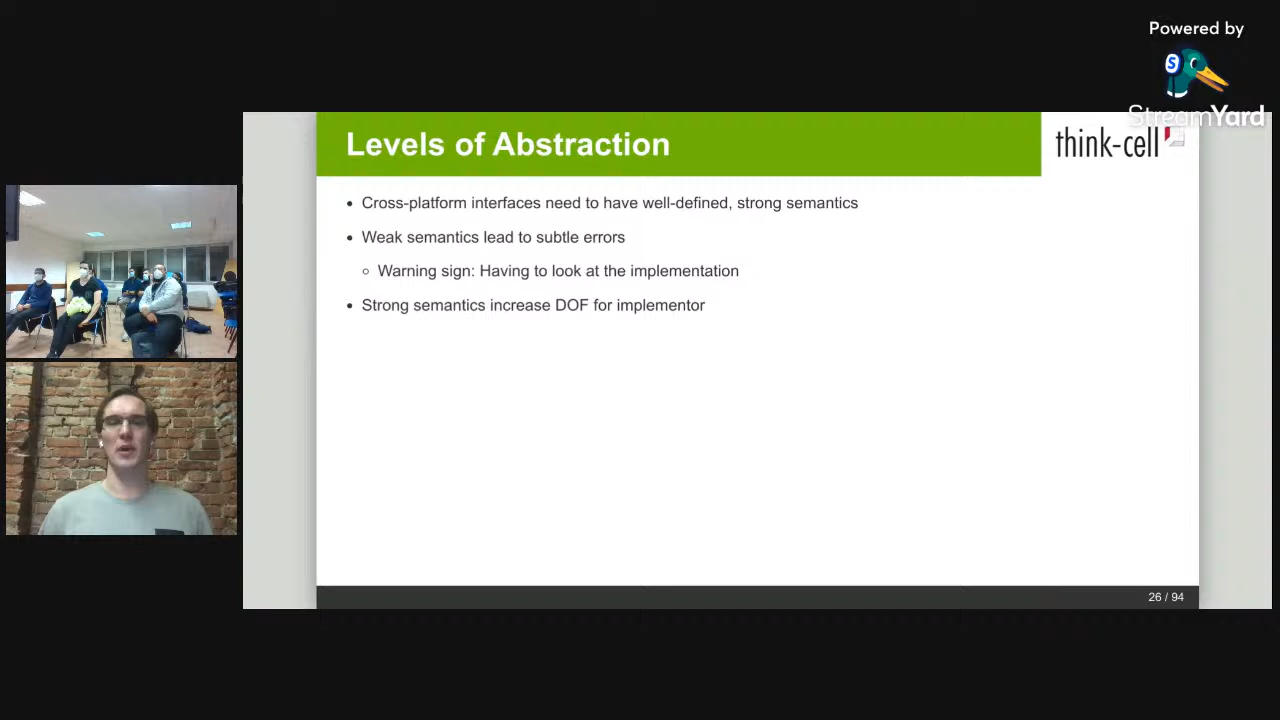 Powered by
StreamYard
Levels of Abstraction
think-cell
• Cross-platform interfaces need to have well-defined, strong semantics
• Weak semantics lead to subtle errors
◦ Warning sign: Having to look at the implementation
• Strong semantics increase DOF for implementor
26 / 94